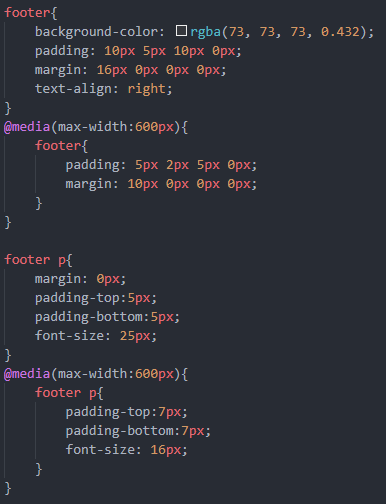 footer{
    background-color: rgba(73, 73, 73, 0.432);
    padding: 10px 5px 10px 0px;
    margin: 16px 0px 0px 0px;
    text-align: right;
}
@media(max-width:600px){
    footer{
        padding: 5px 2px 5px 0px;
        margin: 10px 0px 0px 0px;
    }
}

footer p{
    margin: 0px;
    padding-top:5px;
    padding-bottom:5px;
    font-size: 25px;
}
@media(max-width:600px){
    footer p{
        padding-top:7px;
        padding-bottom:7px;
        font-size: 16px;
    }
}